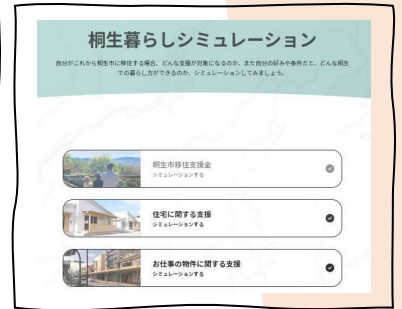 桐生暮らしシミュレーション
自分がこれから桐生市に移住する場合、どんな支援が対象になるのか、また自分の好みや条件だと、どんな桐生
での暮らし方ができるのか、シミュレーションしてみましょう。
桐生市移住支援金
シミュレーションする
住宅に関する支援
シミュレーションする
お仕事の物件に関する支援
シミュレーションする